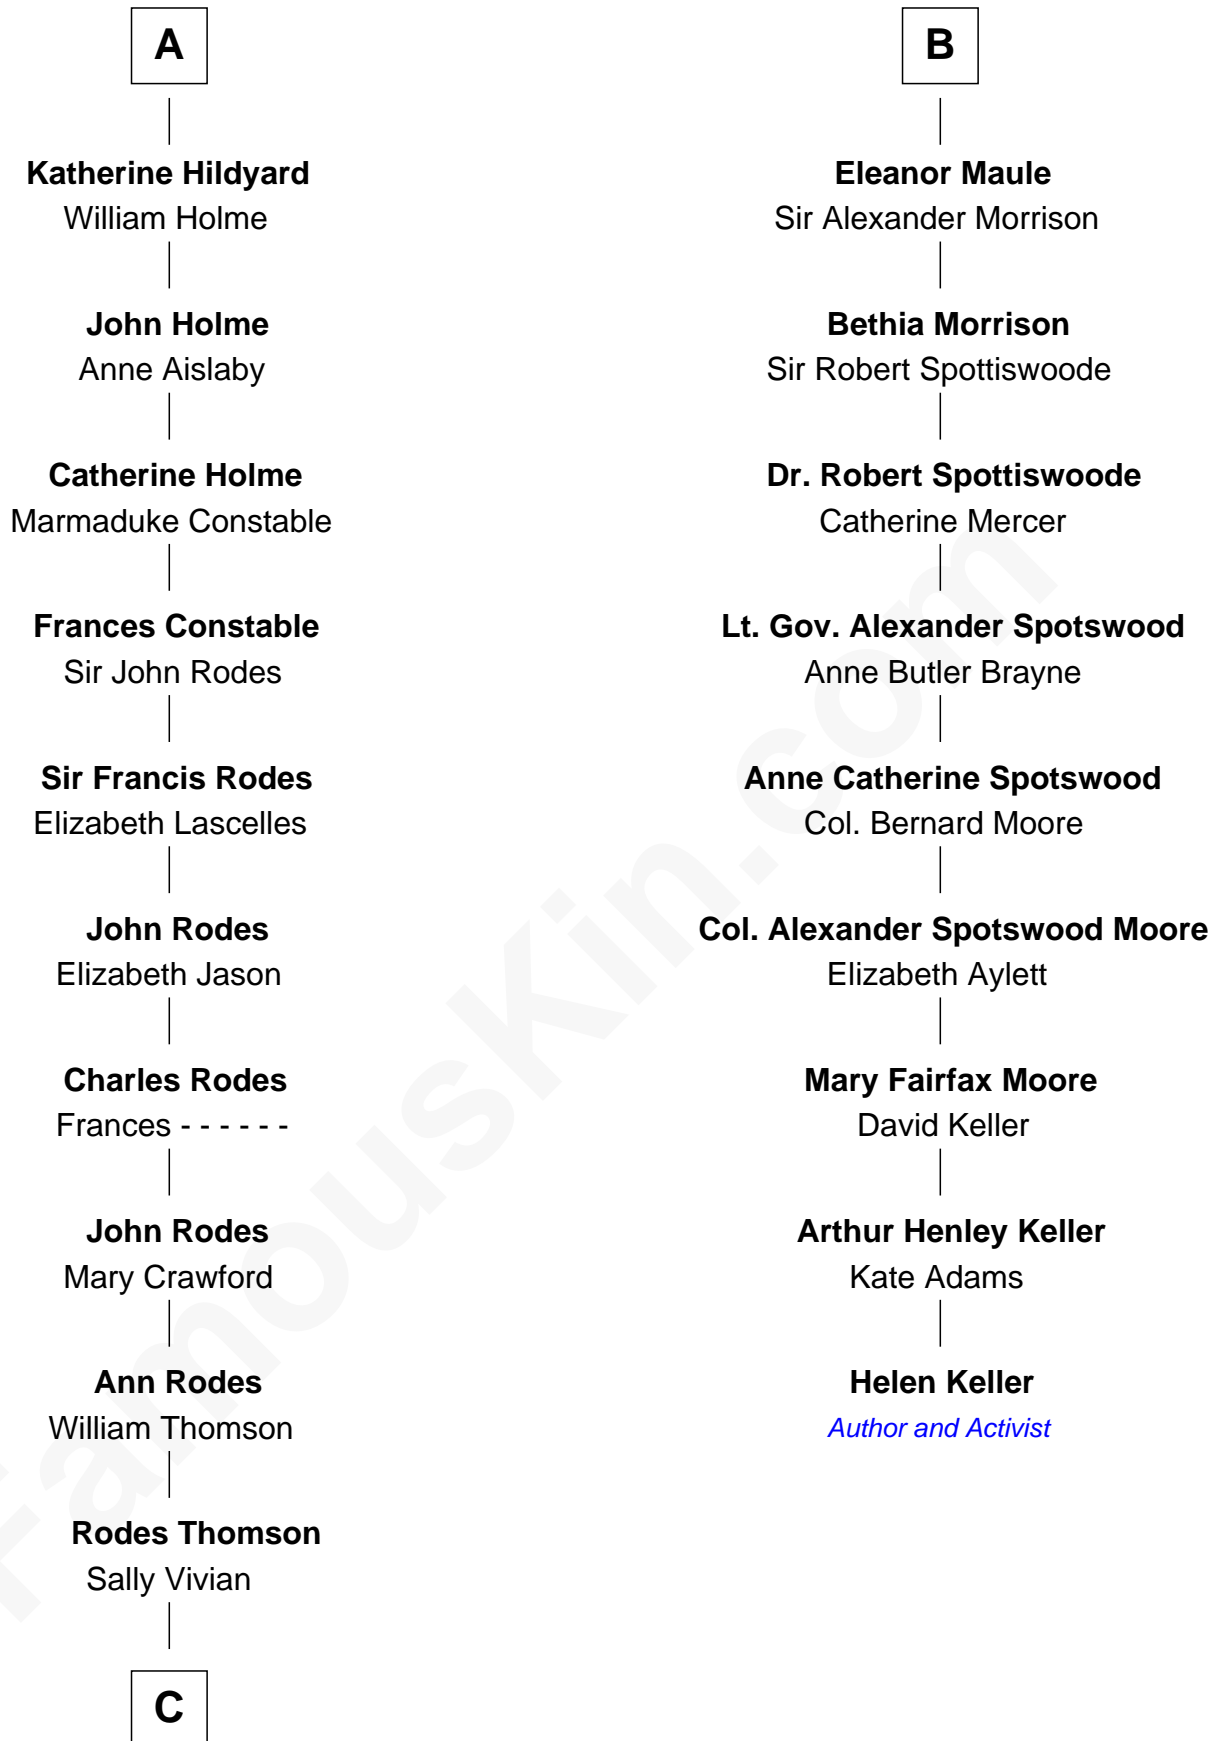 A
Katherine Hildyard
William Holme
John Holme
Anne Aislaby
Catherine Holme
Marmaduke Constable
Frances Constable
Sir John Rodes
Sir Francis Rodes
Elizabeth Lascelles
John Rodes
Elizabeth Jason
Charles Rodes
Frances - - - - - -
John Rodes
Mary Crawford
Ann Rodes
William Thomson
Rodes Thomson
Sally Vivian
C
B
Eleanor Maule
Sir Alexander Morrison
Bethia Morrison
Sir Robert Spottiswoode
Dr. Robert Spottiswoode
Catherine Mercer
Lt. Gov. Alexander Spotswood
Anne Butler Brayne
Anne Catherine Spotswood
Col. Bernard Moore
Col. Alexander Spotswood Moore
Elizabeth Aylett
Mary Fairfax Moore
David Keller
Arthur Henley Keller
Kate Adams
Helen Keller
Author and Activist
FamousKin.com